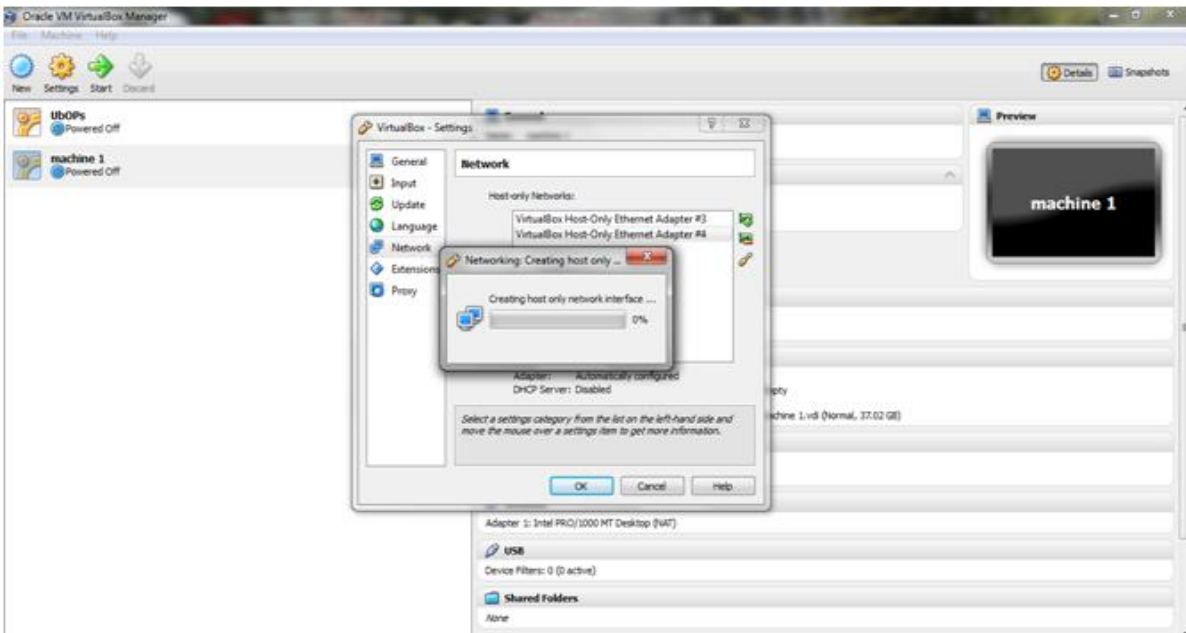 Oracle VM VirtualBox Manager
File Machine Help
New Settings Start Discard
Details Snapshots
UbOPs
Powered Off
machine 1
Powered Off
General
Preview
machine 1
VirtualBox - Settings
General
Input
Update
Language
Network
Extensions
Proxy
Network
Host-only Networks:
VirtualBox Host-Only Ethernet Adapter #3
VirtualBox Host-Only Ethernet Adapter #4
Networking: Creating host only ...
Creating host only network interface ...
0%
Adapter: Automatically configured
DHCP Server: Disabled
Select a settings category from the list on the left-hand side and
move the mouse over a settings item to get more information.
OK Cancel Help
pty
achine 1.vdi (Normal, 37.02 GB)
Adapter 1: Intel PRO/1000 MT Desktop (NAT)
USB
Device Filters: 0 (0 active)
Shared Folders
None